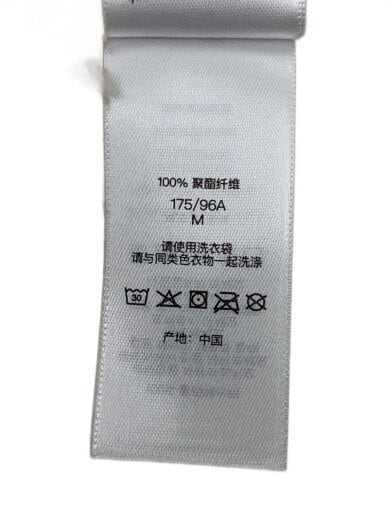 100% 聚酯纤维
175/96A
M
请使用洗衣袋
请与同类色衣物一起洗涤
30
产地: 中国